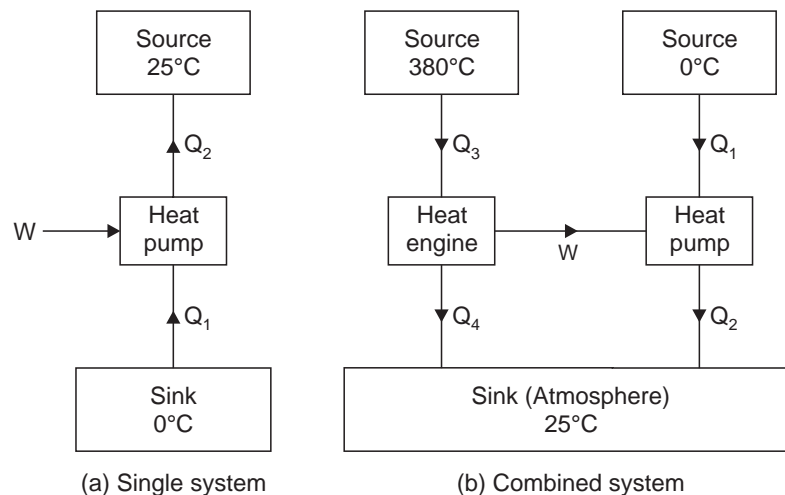 Source
25°C
Q₂
W
Heat
pump
Q₁
Sink
0°C
(a) Single system
Source
380°C
Source
0°C
Q₃
Q₁
Heat
engine
W
Heat
pump
Q₄
Q₂
Sink (Atmosphere)
25°C
(b) Combined system